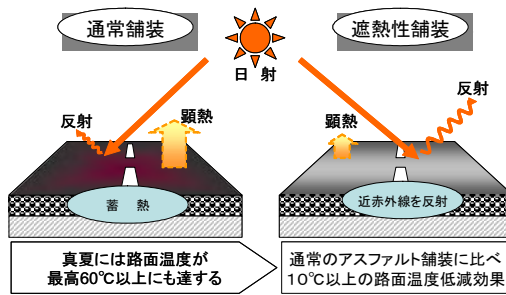 通常舗装
遮熱性舗装
日　射
反射
顕熱
顕熱
反射
蓄　熱
近赤外線を反射
真夏には路面温度が
最高60℃以上にも達する
通常のアスファルト舗装に比べ
10℃以上の路面温度低減効果